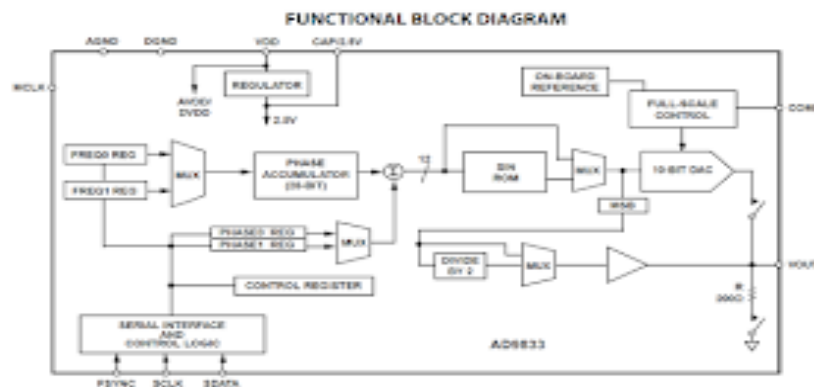 FUNCTIONAL BLOCK DIAGRAM
AGND
DGND
VDD
CAP/2.5V
MCLK
REGULATOR
AVDD/
DVDD
2.5V
ON-BOARD
REFERENCE
FULL-SCALE
CONTROL
COMP
FREQ0 REG
FREQ1 REG
MUX
PHASE
ACCUMULATOR
(28-BIT)
Σ
12
SIN
ROM
MUX
10-BIT DAC
MSB
PHASE0 REG
PHASE1 REG
MUX
DIVIDE
BY 2
MUX
VOUT
R
200Ω
CONTROL REGISTER
SERIAL INTERFACE
AND
CONTROL LOGIC
AD9833
FSYNC
SCLK
SDATA